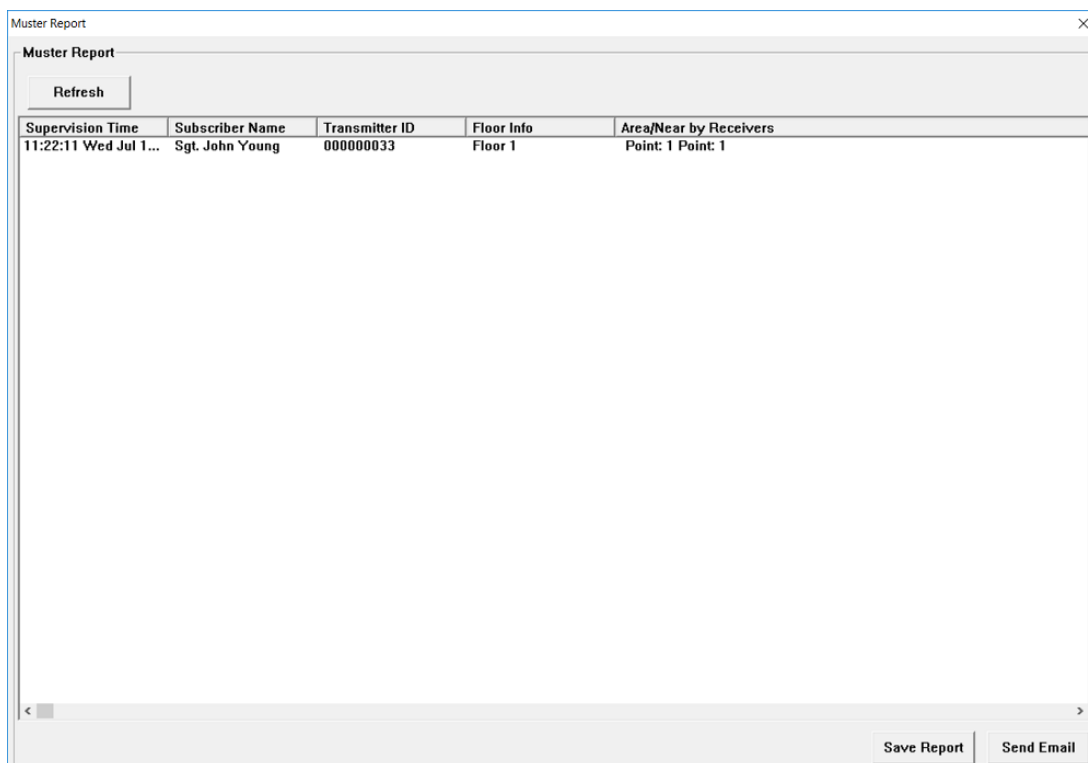 Muster Report
Muster Report
Refresh
Supervision Time Subscriber Name Transmitter ID Floor Info Area/Near by Receivers
11:22:11 Wed Jul 1... Sgt. John Young 000000033 Floor 1 Point: 1 Point: 1
Save Report Send Email